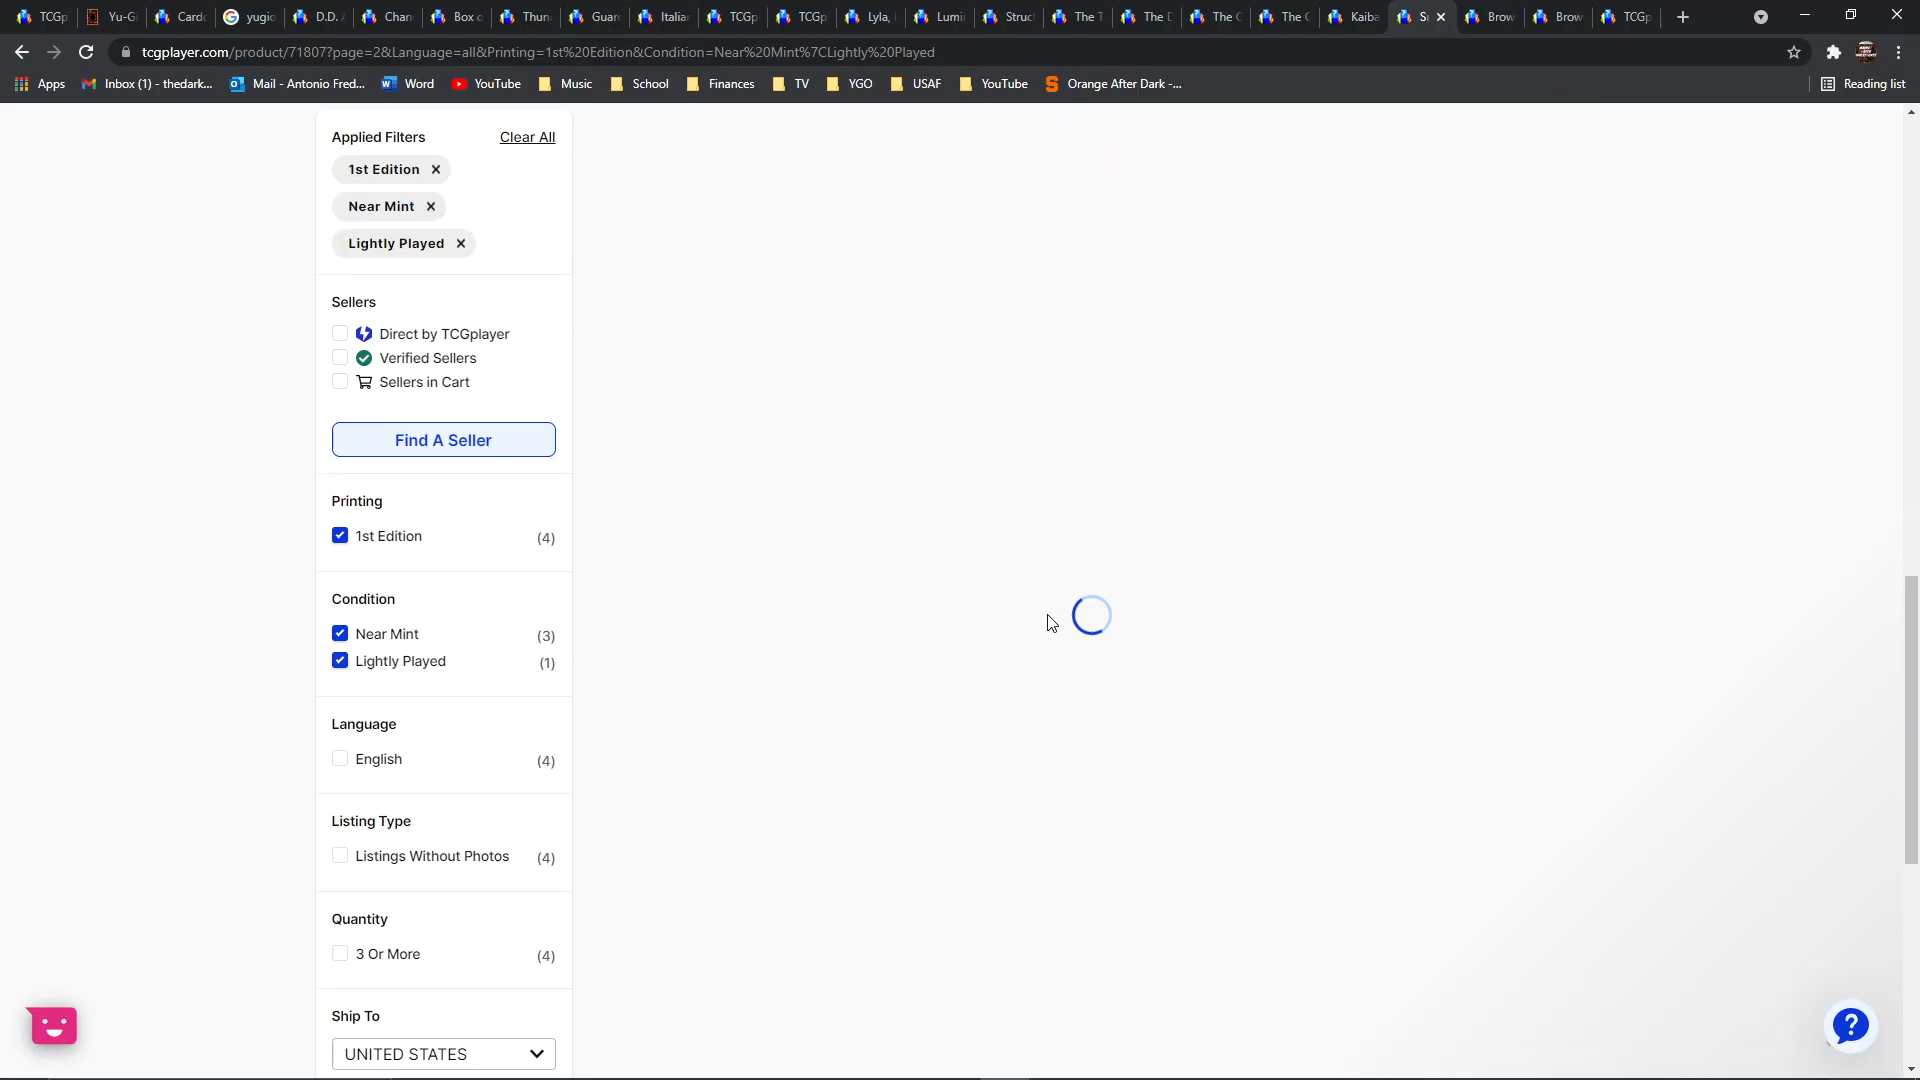 TCGp Yu-Gi Cardc yugio D.D. Chan Box o Thun Guar Italian TCGp TCGp Lyla, Lumi Struct The T The D The C The C Kaiba Brow Brow TCGp
tcgplayer.com/product/71807?page=2&Language=all&Printing=1st%20Edition&Condition=Near%20Mint%7CLightly%20Played
Apps Inbox (1) - thedark... Mail - Antonio Fred... Word YouTube Music School Finances TV YGO USAF YouTube Orange After Dark -... Reading list
Applied Filters Clear All
1st Edition ×
Near Mint ×
Lightly Played ×
Sellers
Direct by TCGplayer
Verified Sellers
Sellers in Cart
Find A Seller
Printing
1st Edition (4)
Condition
Near Mint (3)
Lightly Played (1)
Language
English (4)
Listing Type
Listings Without Photos (4)
Quantity
3 Or More (4)
Ship To
UNITED STATES